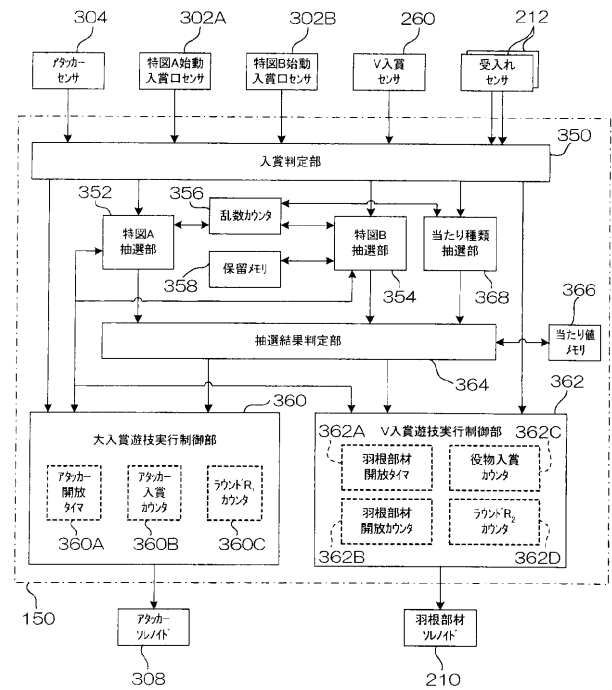 304
302A
302B
260
212
アタッカー
センサ
特図A始動
入賞口センサ
特図B始動
入賞口センサ
V入賞
センサ
受入れ
センサ
入賞判定部
350
352
356
乱数カウンタ
特図A
抽選部
特図B
抽選部
当たり種類
抽選部
358
保留メモリ
354
368
366
抽選結果判定部
当たり値
メモリ
364
360
362
大入賞遊技実行制御部
V入賞遊技実行制御部
362A
362C
アタッカー
開放
タイマ
アタッカー
入賞
カウンタ
ラウンドR₁
カウンタ
羽根部材
開放タイマ
役物入賞
カウンタ
羽根部材
開放カウンタ
ラウンドR₂
カウンタ
360A
360B
360C
362B
362D
150
アタッカー
ソレノイド
羽根部材
ソレノイド
308
210